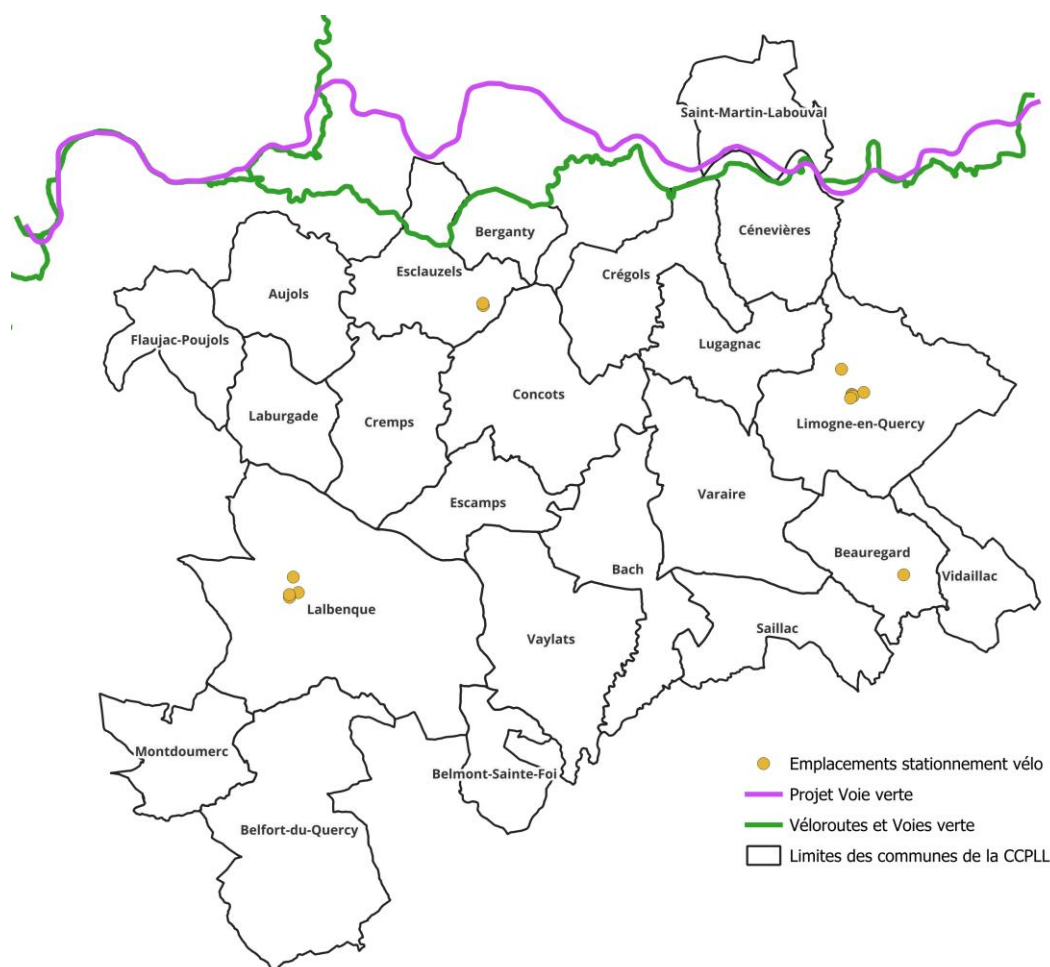 Saint-Martin-Labouval
Berganty
Cénevières
Esclauzels
Crégols
Aujols
Flaujac-Poujols
Lugagnac
Concots
Laburgade
Cremps
Limogne-en-Quercy
Escamps
Varaire
Beauregard
Bach
Vidaillac
Lalbenque
Saillac
Vaylats
Montdoumerc
Belmont-Sainte-Foi
Belfort-du-Quercy
Emplacements stationnement vélo
Projet Voie verte
Véloroutes et Voies verte
Limites des communes de la CCPLL